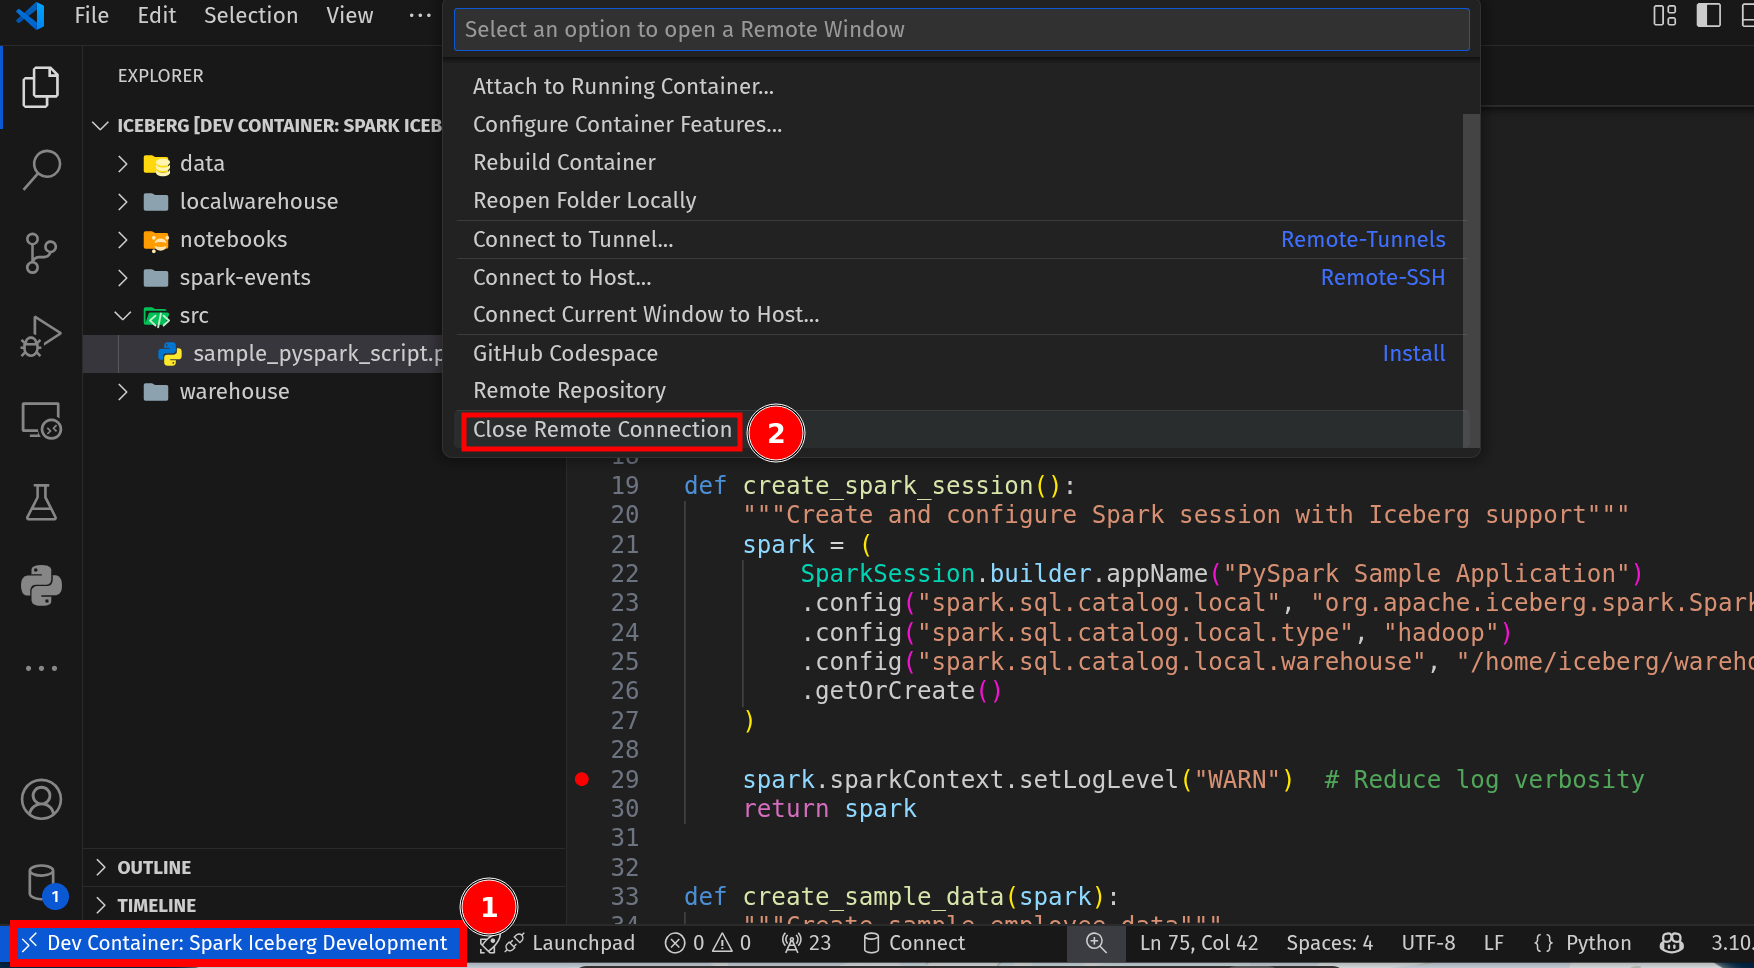 File Edit Selection View ...
Select an option to open a Remote Window
Attach to Running Container...
Configure Container Features...
Rebuild Container
Reopen Folder Locally
Connect to Tunnel... Remote-Tunnels
Connect to Host... Remote-SSH
Connect Current Window to Host...
GitHub Codespace Install
Remote Repository
Close Remote Connection 2
EXPLORER
ICEBERG [DEV CONTAINER: SPARK ICEB
data
localwarehouse
notebooks
spark-events
src
sample_pyspark_script.p
warehouse
OUTLINE
TIMELINE
18
19 def create_spark_session():
20 """Create and configure Spark session with Iceberg support"""
21 spark = (
22 SparkSession.builder.appName("PySpark Sample Application")
23 .config("spark.sql.catalog.local", "org.apache.iceberg.spark.Spark
24 .config("spark.sql.catalog.local.type", "hadoop")
25 .config("spark.sql.catalog.local.warehouse", "/home/iceberg/wareho
26 .getOrCreate()
27 )
28
29 spark.sparkContext.setLogLevel("WARN") # Reduce log verbosity
30 return spark
31
32
33 def create_sample_data(spark):
34 """Create sample employee data"""
1
1
Dev Container: Spark Iceberg Development Launchpad 0 0 23 Connect Ln 75, Col 42 Spaces: 4 UTF-8 LF {} Python 3.10.